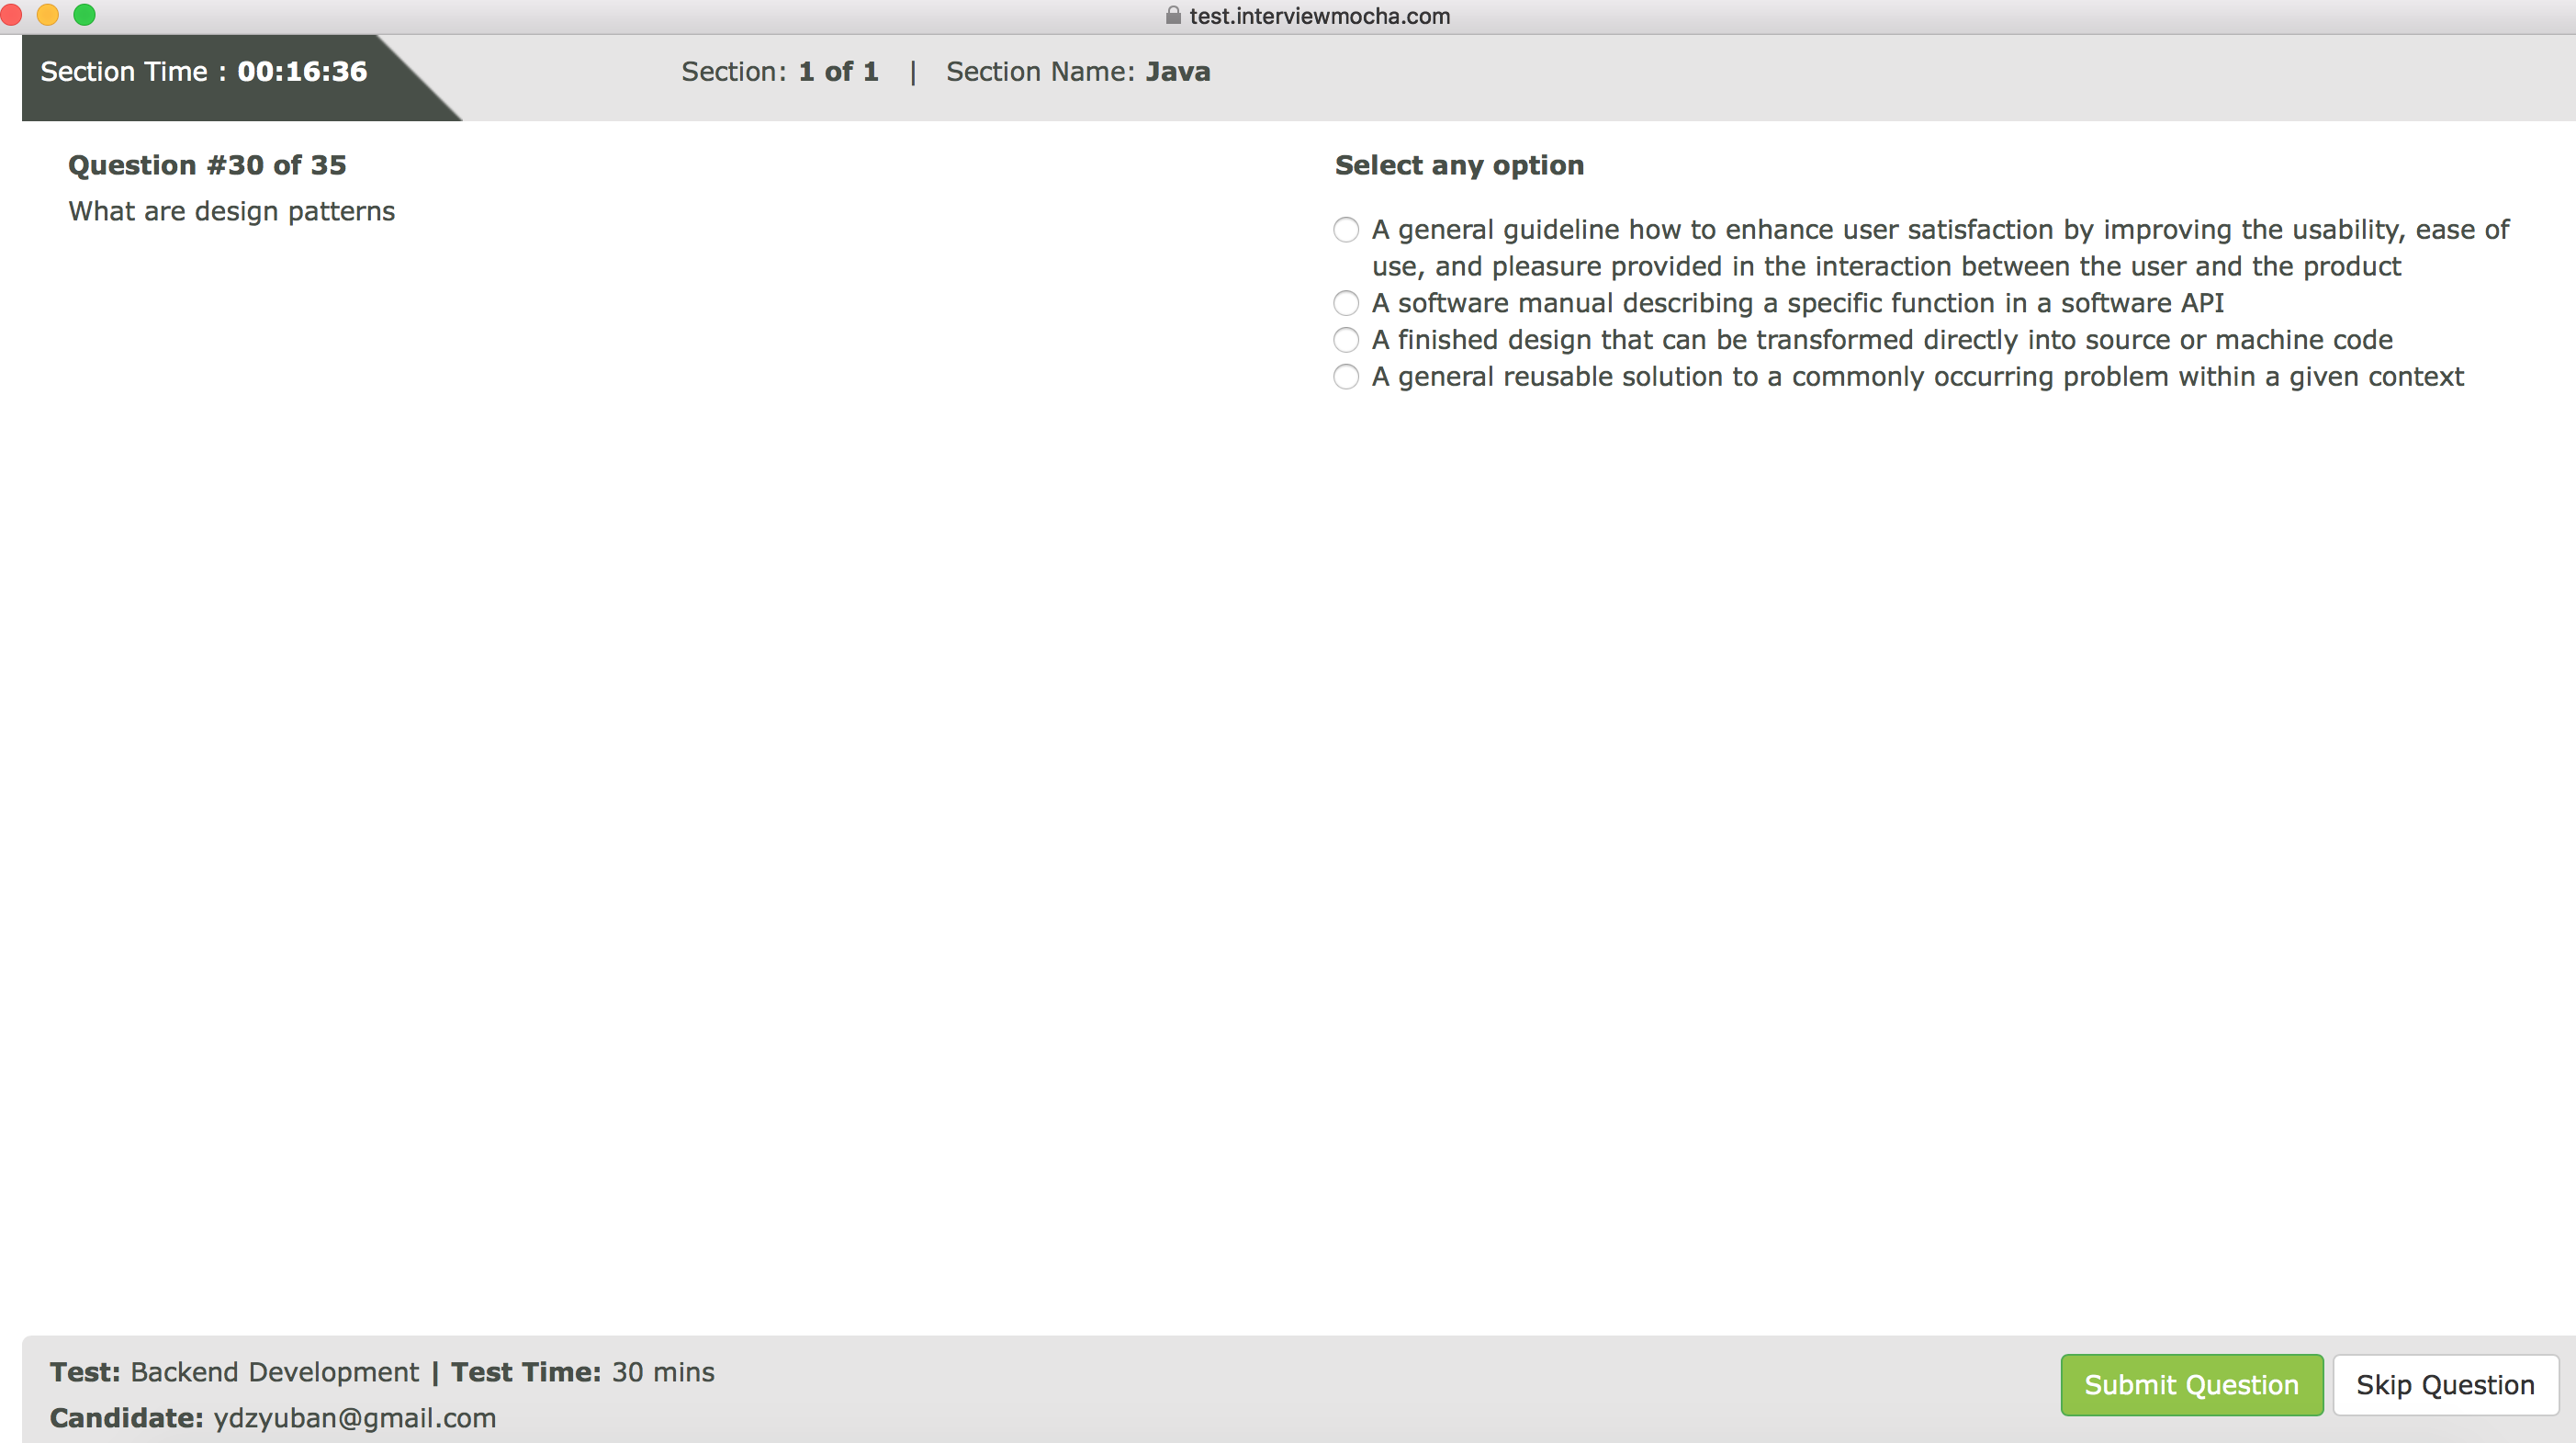 test.interviewmocha.com
Section Time : 00:16:36
Section: 1 of 1 | Section Name: Java
Question #30 of 35
What are design patterns
Select any option
A general guideline how to enhance user satisfaction by improving the usability, ease of
use, and pleasure provided in the interaction between the user and the product
A software manual describing a specific function in a software API
A finished design that can be transformed directly into source or machine code
A general reusable solution to a commonly occurring problem within a given context
Test: Backend Development | Test Time: 30 mins
Candidate: ydzyuban@gmail.com
Submit Question
Skip Question